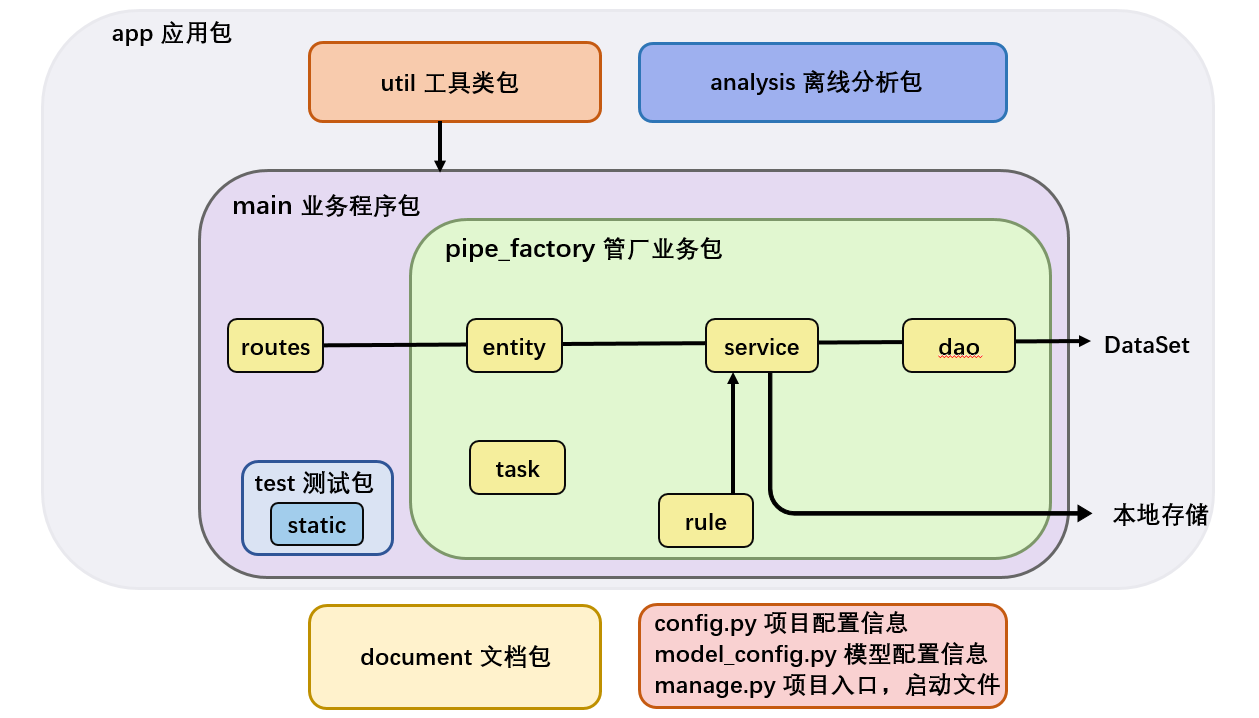 app 应用包
util 工具类包
analysis 离线分析包
main 业务程序包
pipe_factory 管厂业务包
routes
entity
service
dao
DataSet
task
test 测试包
static
rule
本地存储
document 文档包
config.py 项目配置信息
model_config.py 模型配置信息
manage.py 项目入口，启动文件